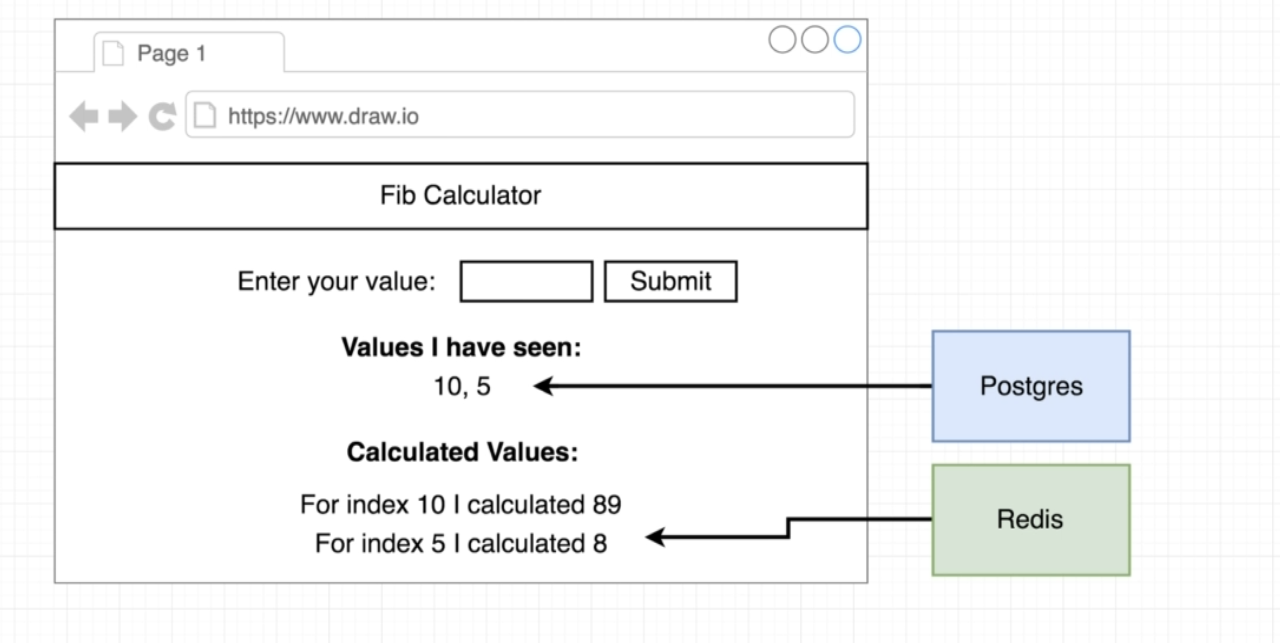 Page 1
https://www.draw.io
Fib Calculator
Enter your value: Submit
Values I have seen:
10, 5
Postgres
Calculated Values:
For index 10 I calculated 89
Redis
For index 5 I calculated 8